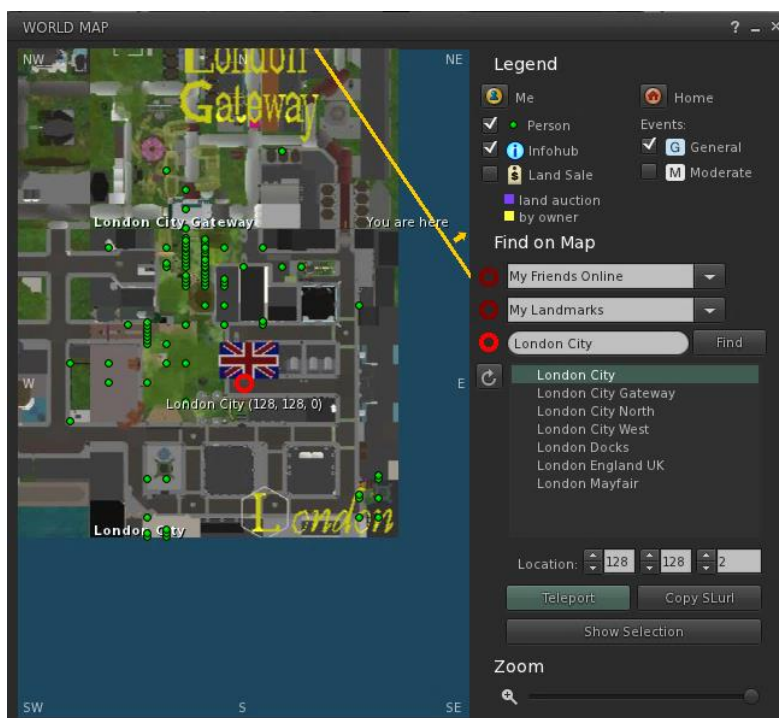 WORLD MAP
? _ ×
NW
N
NE
London
Gateway
London City Gateway
You are here
W
E
London City (128, 128, 0)
London
London City
SW
S
SE
Legend
Me
Home
Person
Events:
Infohub
G General
$ Land Sale
M Moderate
land auction
by owner
Find on Map
My Friends Online
My Landmarks
London City
Find
London City
London City Gateway
London City North
London City West
London Docks
London England UK
London Mayfair
Location: 128 128 2
Teleport
Copy SLurl
Show Selection
Zoom